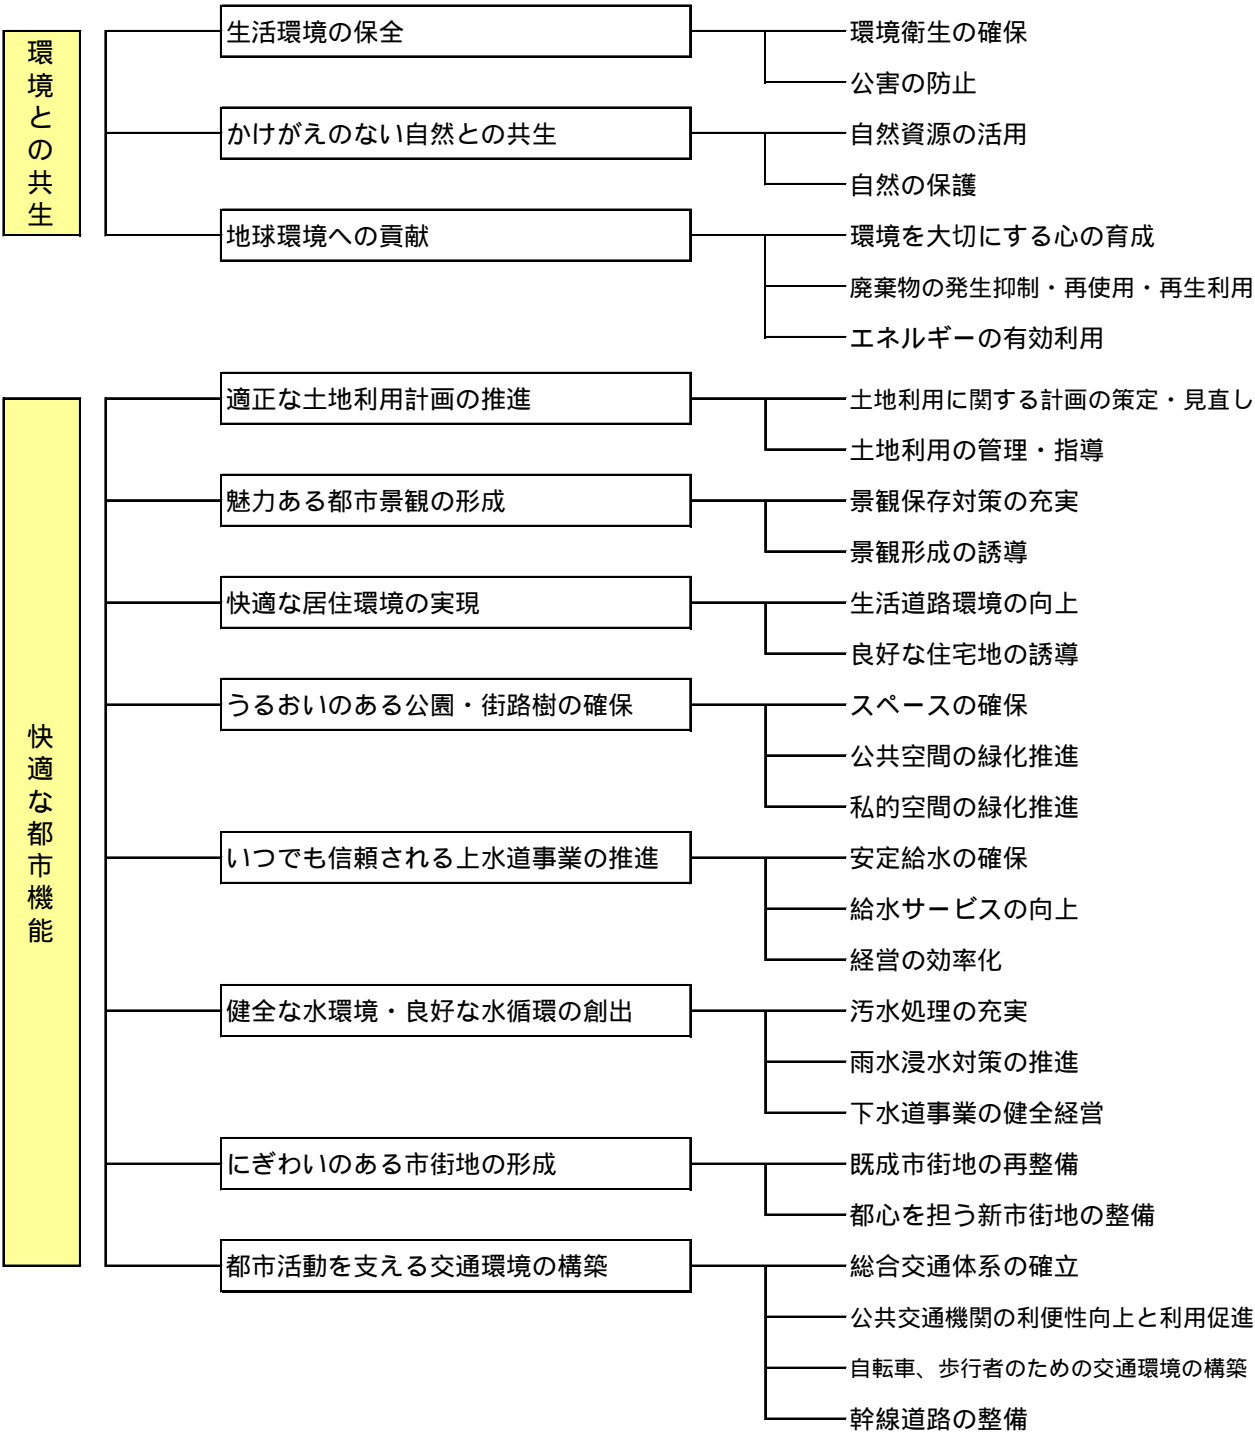 環境との共生
生活環境の保全
環境衛生の確保
公害の防止
かけがえのない自然との共生
自然資源の活用
自然の保護
地球環境への貢献
環境を大切にする心の育成
廃棄物の発生抑制・再使用・再生利用
エネルギーの有効利用
快適な都市機能
適正な土地利用計画の推進
土地利用に関する計画の策定・見直し
土地利用の管理・指導
魅力ある都市景観の形成
景観保存対策の充実
景観形成の誘導
快適な居住環境の実現
生活道路環境の向上
良好な住宅地の誘導
うるおいのある公園・街路樹の確保
スペースの確保
公共空間の緑化推進
私的空間の緑化推進
いつでも信頼される上水道事業の推進
安定給水の確保
給水サービスの向上
経営の効率化
健全な水環境・良好な水循環の創出
汚水処理の充実
雨水浸水対策の推進
下水道事業の健全経営
にぎわいのある市街地の形成
既成市街地の再整備
都心を担う新市街地の整備
都市活動を支える交通環境の構築
総合交通体系の確立
公共交通機関の利便性向上と利用促進
自転車、歩行者のための交通環境の構築
幹線道路の整備